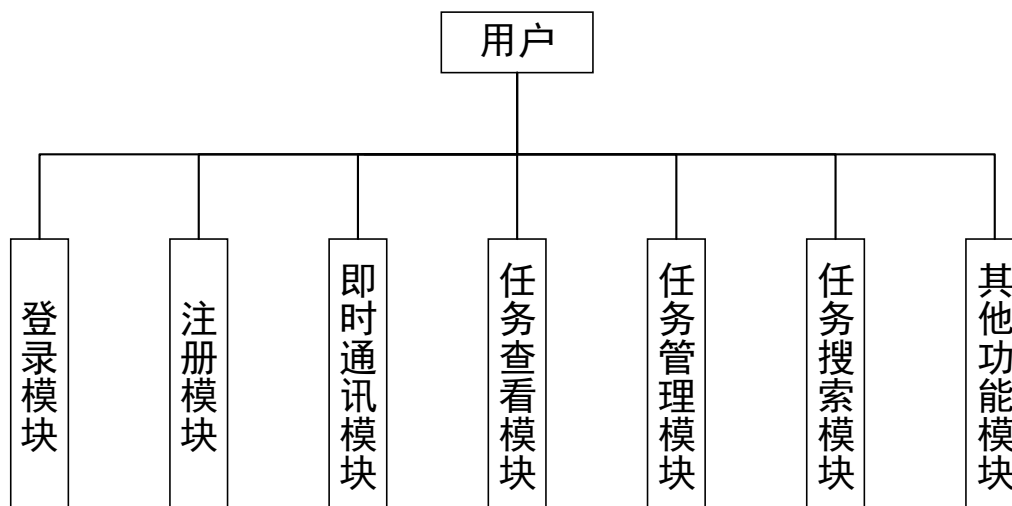 用户
登录模块
注册模块
即时通讯模块
任务查看模块
任务管理模块
任务搜索模块
其他功能模块